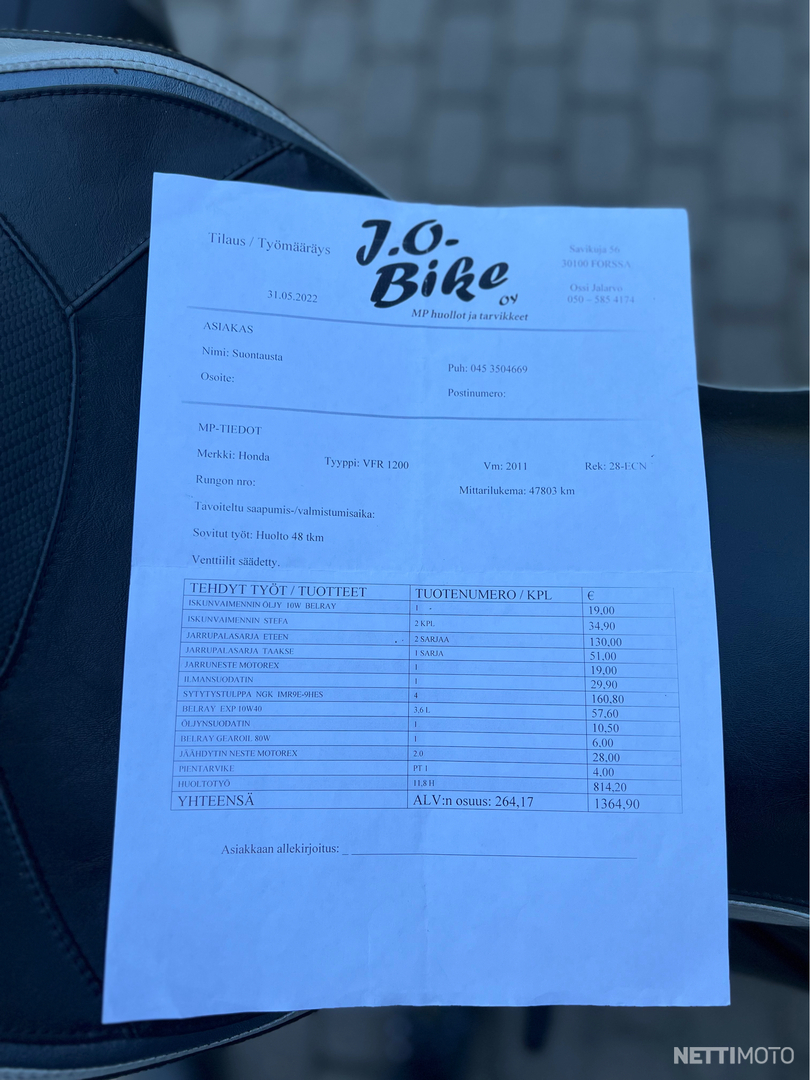 Tilaus / Työmääräys
J.O-
Bike
OY
MP huollot ja tarvikkeet
Savikuja 56
30100 FORSSA
Ossi Jalarvo
050 – 585 4174
31.05.2022
ASIAKAS
Nimi: Suontausta
Puh: 045 3504669
Osoite:
Postinumero:
MP-TIEDOT
Merkki: Honda Tyyppi: VFR 1200 Vm: 2011 Rek: 28-ECN
Rungon nro: Mittarilukema: 47803 km
Tavoiteltu saapumis-/valmistumisaika:
Sovitut työt: Huolto 48 tkm
Venttiilit säädetty.
TEHDYT TYÖT / TUOTTEET TUOTENUMERO / KPL €
ISKUNVAIMENNIN ÖLJY 10W BELRAY 1 - 19,00
ISKUNVAIMENNIN STEFA 2 KPL 34,90
JARRUPALASARJA ETEEN 2 SARJAA 130,00
JARRUPALASARJA TAAKSE 1 SARJA 51,00
JARRUNESTE MOTOREX 1 19,00
ILMANSUODATIN 1 29,90
SYTYTYSTULPPA NGK IMR9E-9HES 4 160,80
BELRAY EXP 10W40 3,6 L 57,60
ÖLJYNSUODATIN 1 10,50
BELRAY GEAROIL 80W 1 6,00
JÄÄHDYTIN NESTE MOTOREX 2.0 28,00
PIENTARVIKE PT 1 4,00
HUOLTOTYÖ 11,8 H 814,20
YHTEENSÄ ALV:n osuus: 264,17 1364,90
Asiakkaan allekirjoitus:
NETTIMOTO